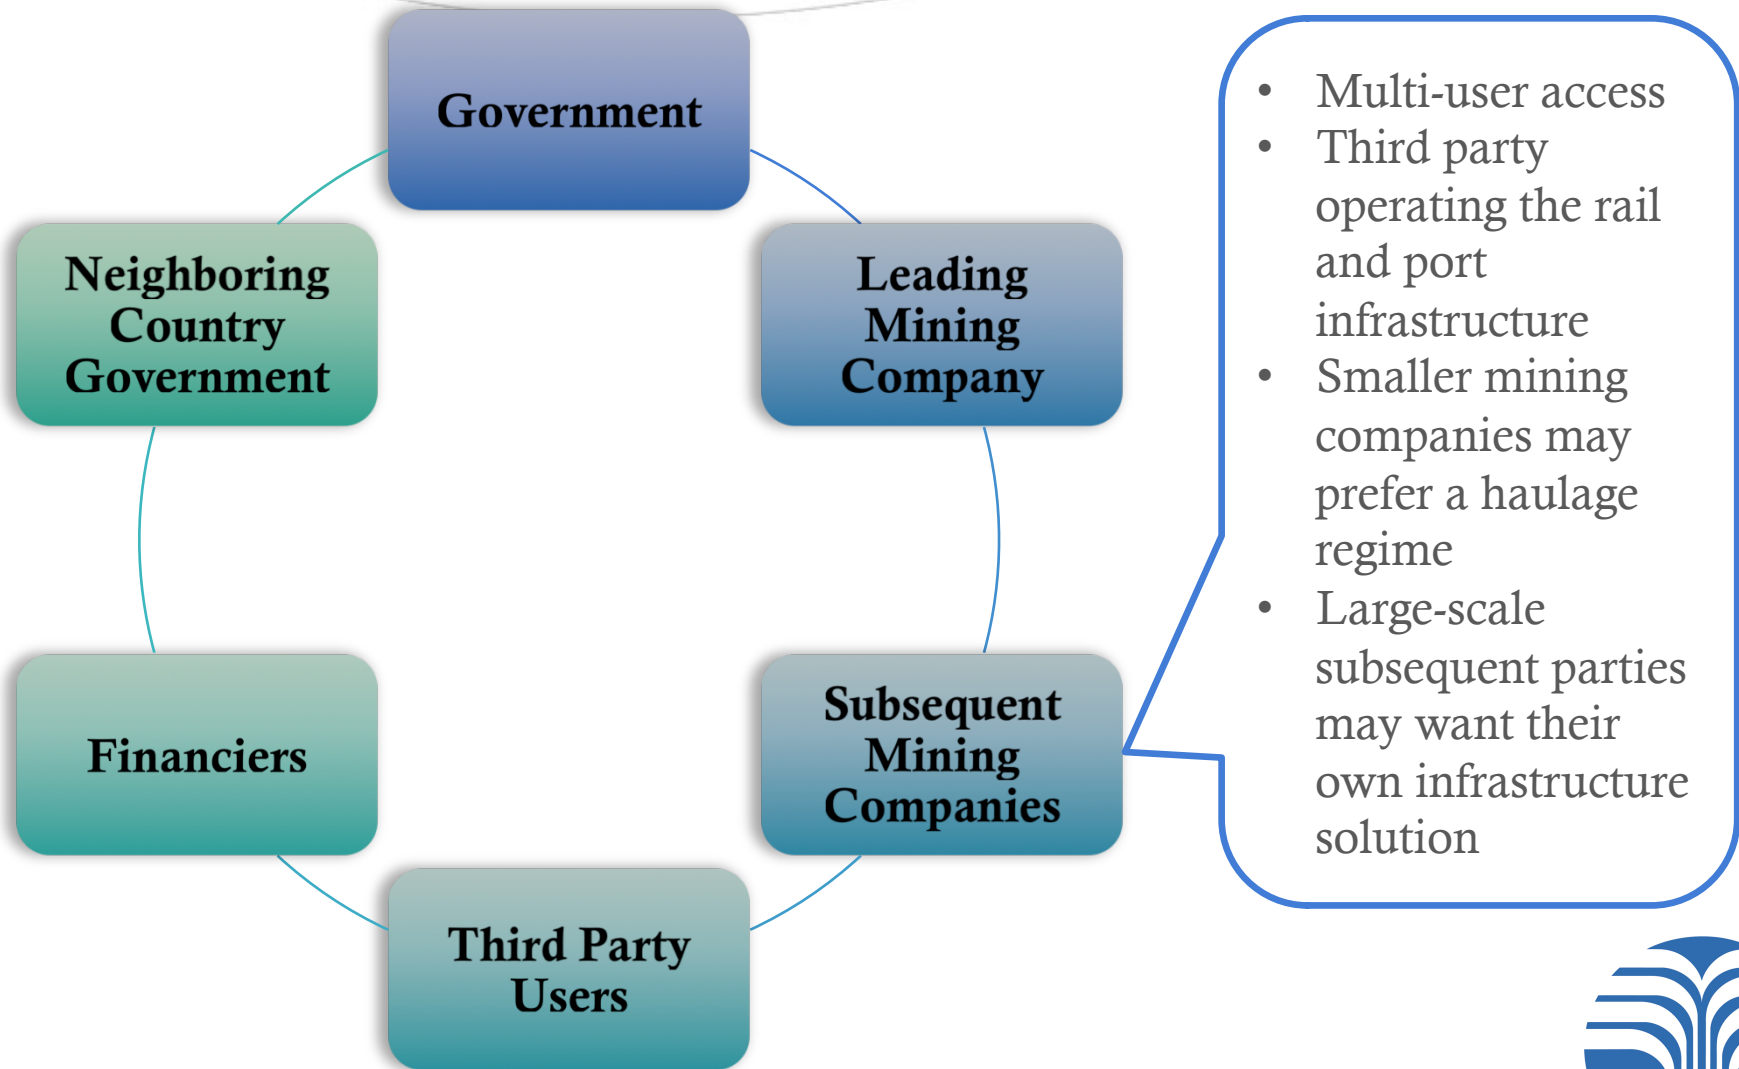 Government
Neighboring
Country
Government
Leading
Mining
Company
Financiers
Subsequent
Mining
Companies
Third Party
Users
• Multi-user access
• Third party
operating the rail
and port
infrastructure
• Smaller mining
companies may
prefer a haulage
regime
• Large-scale
subsequent parties
may want their
own infrastructure
solution